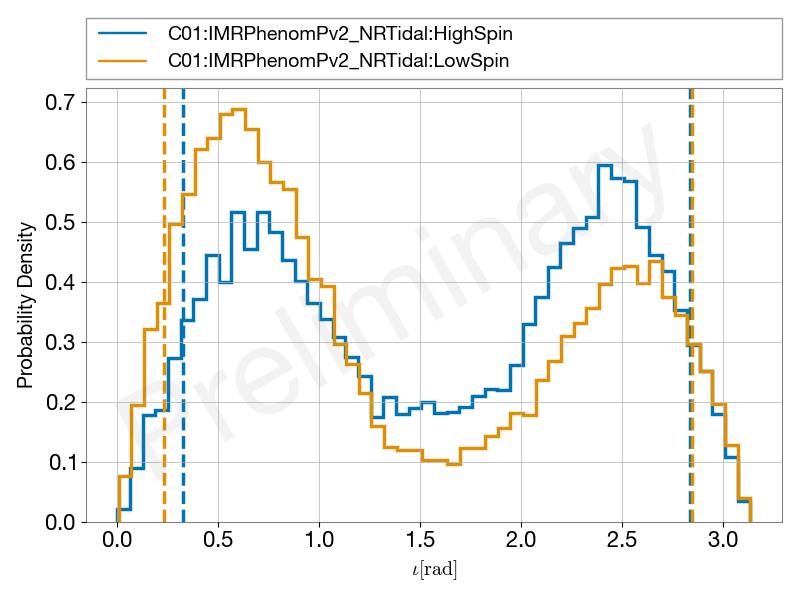 C01:IMRPhenomPv2_NRTidal:HighSpin
C01:IMRPhenomPv2_NRTidal:LowSpin
0.7
0.6
0.5
0.4
0.3
0.2
0.1
0.0
Probability Density
Preliminary
0.0 0.5 1.0 1.5 2.0 2.5 3.0
ι[rad]